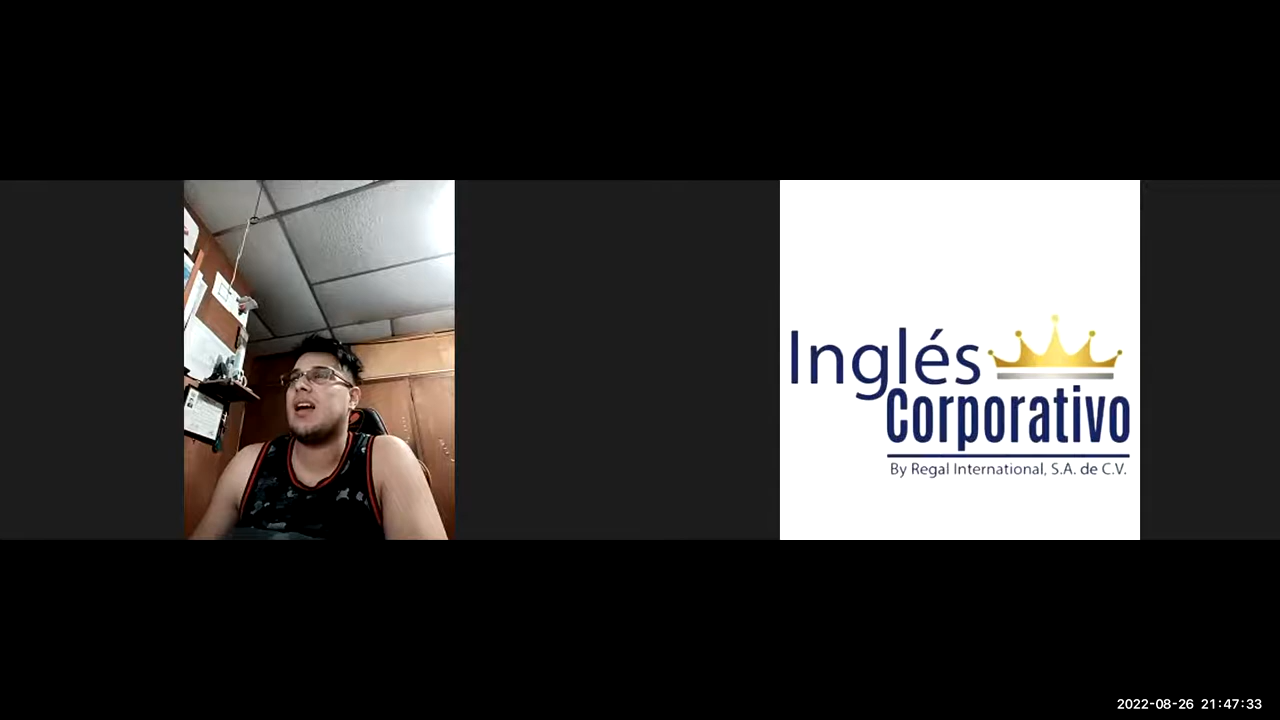 Inglés
Corporativo
By Regal International, S.A. de C.V.
2022-08-26 21:47:33